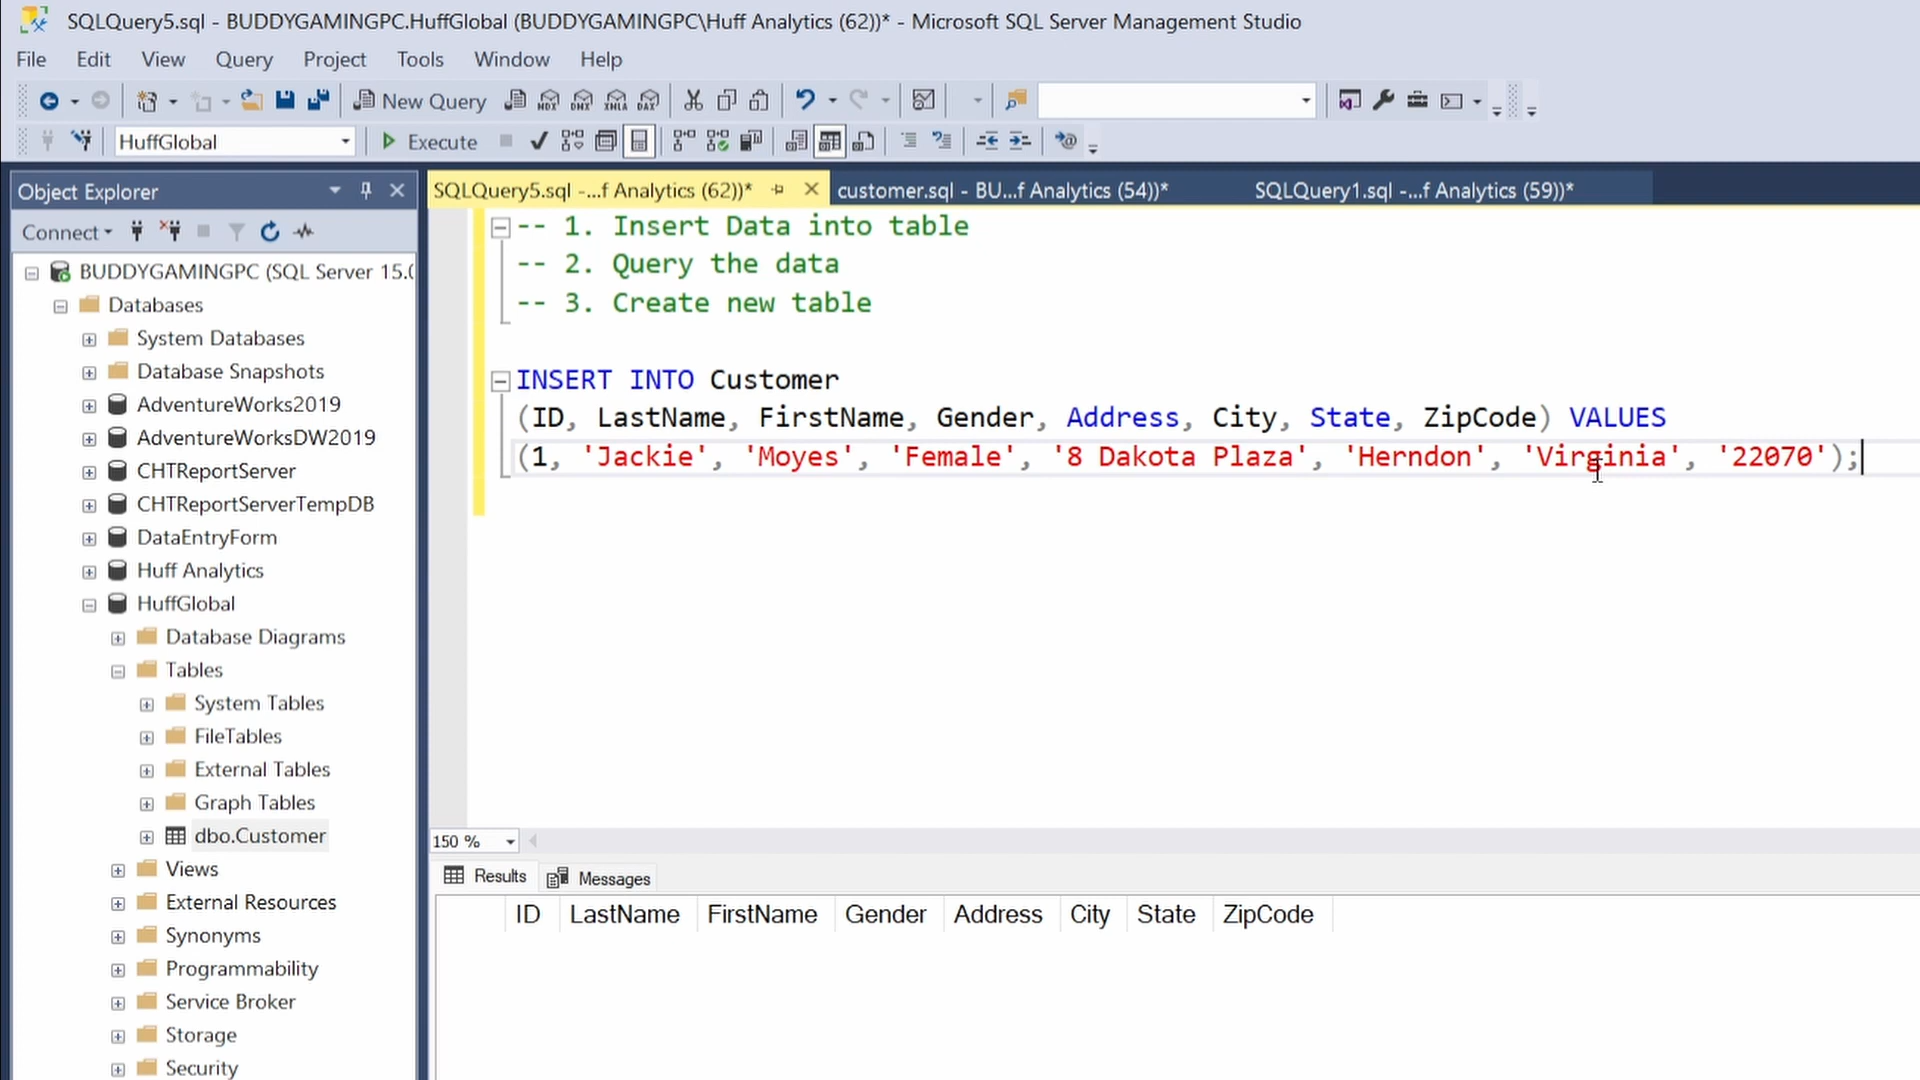 SQLQuery5.sql - BUDDYGAMINGPC.HuffGlobal (BUDDYGAMINGPC\Huff Analytics (62))* - Microsoft SQL Server Management Studio
File Edit View Query Project Tools Window Help
New Query MDX DMX XMLA DAX
HuffGlobal Execute
Object Explorer
Connect
BUDDYGAMINGPC (SQL Server 15.0
Databases
System Databases
Database Snapshots
AdventureWorks2019
AdventureWorksDW2019
CHTReportServer
CHTReportServerTempDB
DataEntryForm
Huff Analytics
HuffGlobal
Database Diagrams
Tables
System Tables
FileTables
External Tables
Graph Tables
dbo.Customer
Views
External Resources
Synonyms
Programmability
Service Broker
Storage
Security
SQLQuery5.sql -...f Analytics (62))* customer.sql - BU...f Analytics (54))* SQLQuery1.sql -...f Analytics (59))*
-- 1. Insert Data into table
-- 2. Query the data
-- 3. Create new table
INSERT INTO Customer
(ID, LastName, FirstName, Gender, Address, City, State, ZipCode) VALUES
(1, 'Jackie', 'Moyes', 'Female', '8 Dakota Plaza', 'Herndon', 'Virginia', '22070');
150 %
Results Messages
ID LastName FirstName Gender Address City State ZipCode